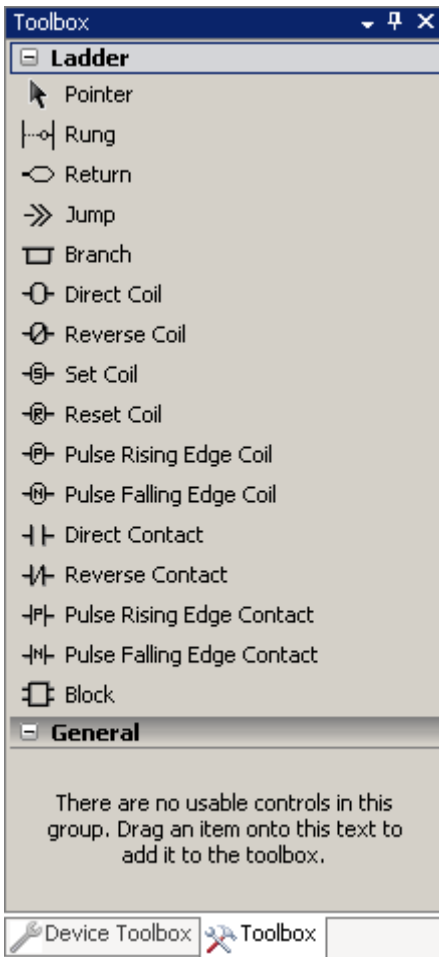 Toolbox
Ladder
Pointer
Rung
Return
Jump
Branch
Direct Coil
Reverse Coil
Set Coil
Reset Coil
Pulse Rising Edge Coil
Pulse Falling Edge Coil
Direct Contact
Reverse Contact
Pulse Rising Edge Contact
Pulse Falling Edge Contact
Block
General
There are no usable controls in this
group. Drag an item onto this text to
add it to the toolbox.
Device Toolbox Toolbox